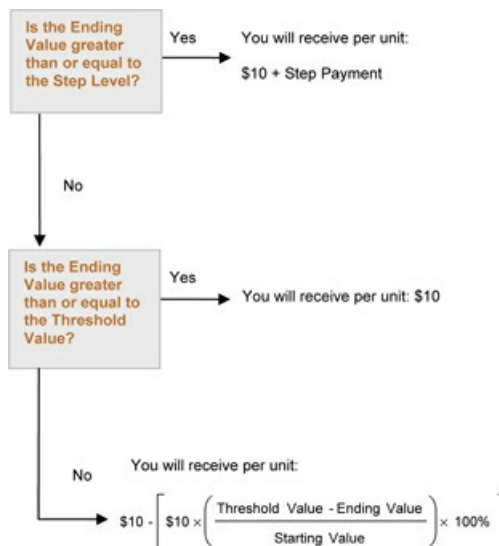 Is the Ending
Value greater
than or equal to
the Step Level?
Yes
You will receive per unit:
$10 + Step Payment
No
Is the Ending
Value greater
than or equal to
the Threshold
Value?
Yes
You will receive per unit: $10
No
You will receive per unit:
$10 - [ $10 × ( Threshold Value - Ending Value
Starting Value ) × 100%